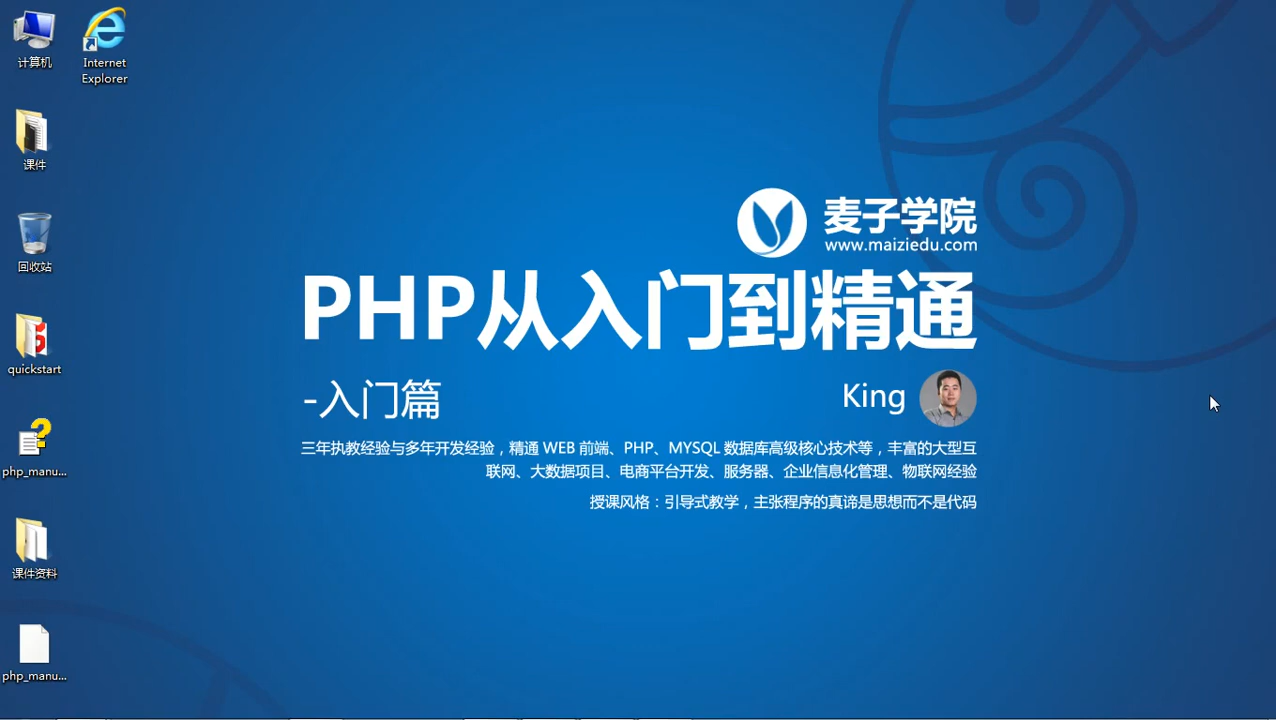 计算机
Internet
Explorer
课件
回收站
quickstart
php_manu...
课件资料
php_manu...
麦子学院
www.maiziedu.com
PHP从入门到精通
-入门篇
King
三年执教经验与多年开发经验，精通 WEB 前端、PHP、MYSQL 数据库高级核心技术等，丰富的大型互
联网、大数据项目、电商平台开发、服务器、企业信息化管理、物联网经验
授课风格：引导式教学，主张程序的真谛是思想而不是代码